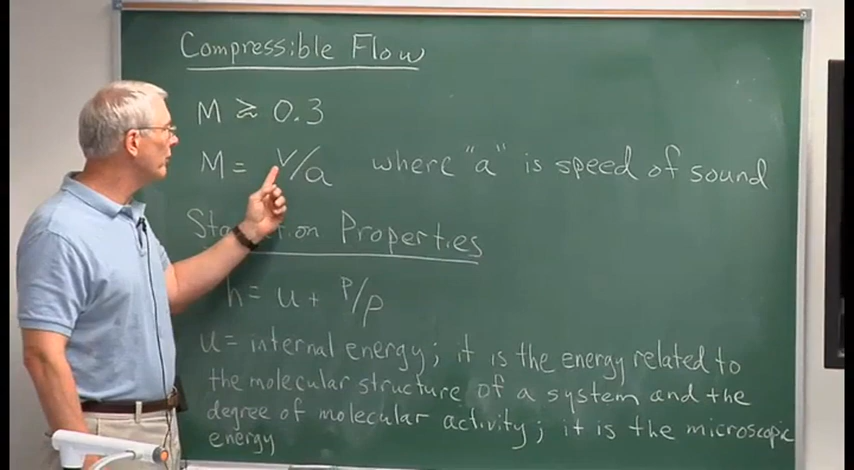 Compressible Flow
M ≳ 0.3
M = V/a where "a" is speed of sound
Properties
h = u + P/ρ
u = internal energy; it is the energy related to
the molecular structure of a system and the
degree of molecular activity; it is the microscopic
energy